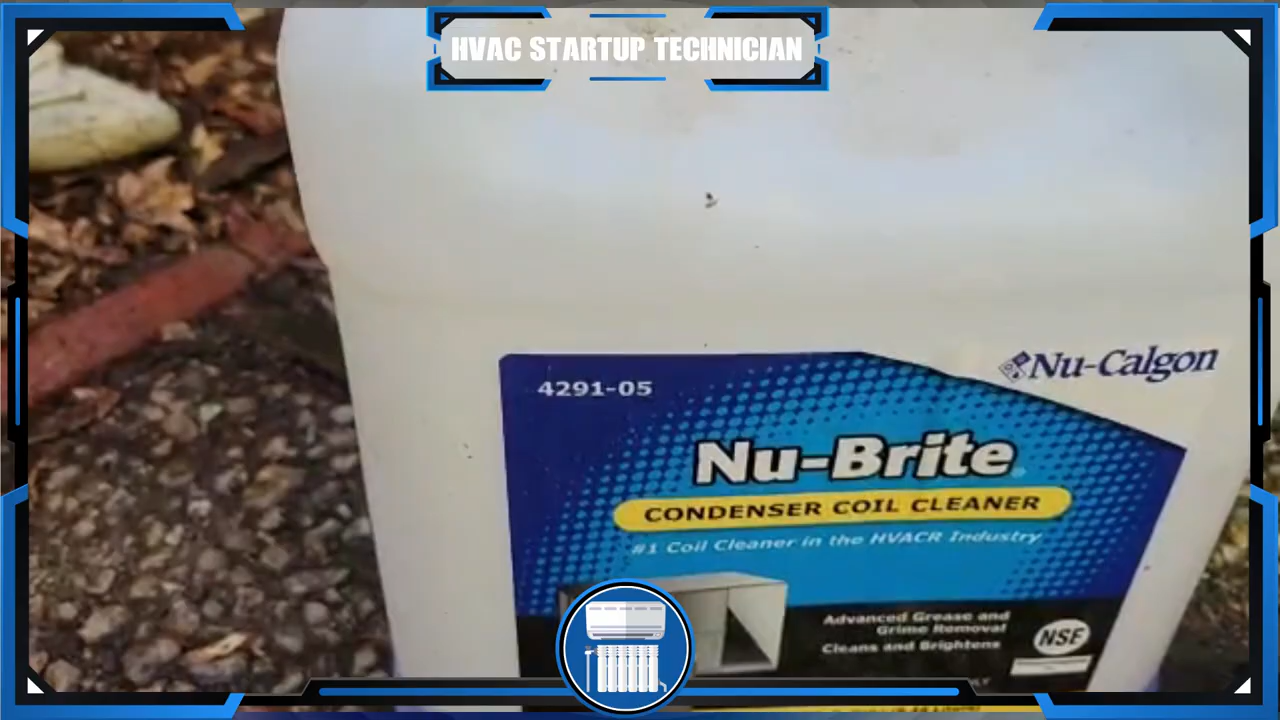 HVAC STARTUP TECHNICIAN
Nu-Calgon
4291-05
Nu-Brite
CONDENSER COIL CLEANER
#1 Coil Cleaner in the HVACR Industry
Advanced Grease and
Grime Removal
Cleans and Brightens
NSF